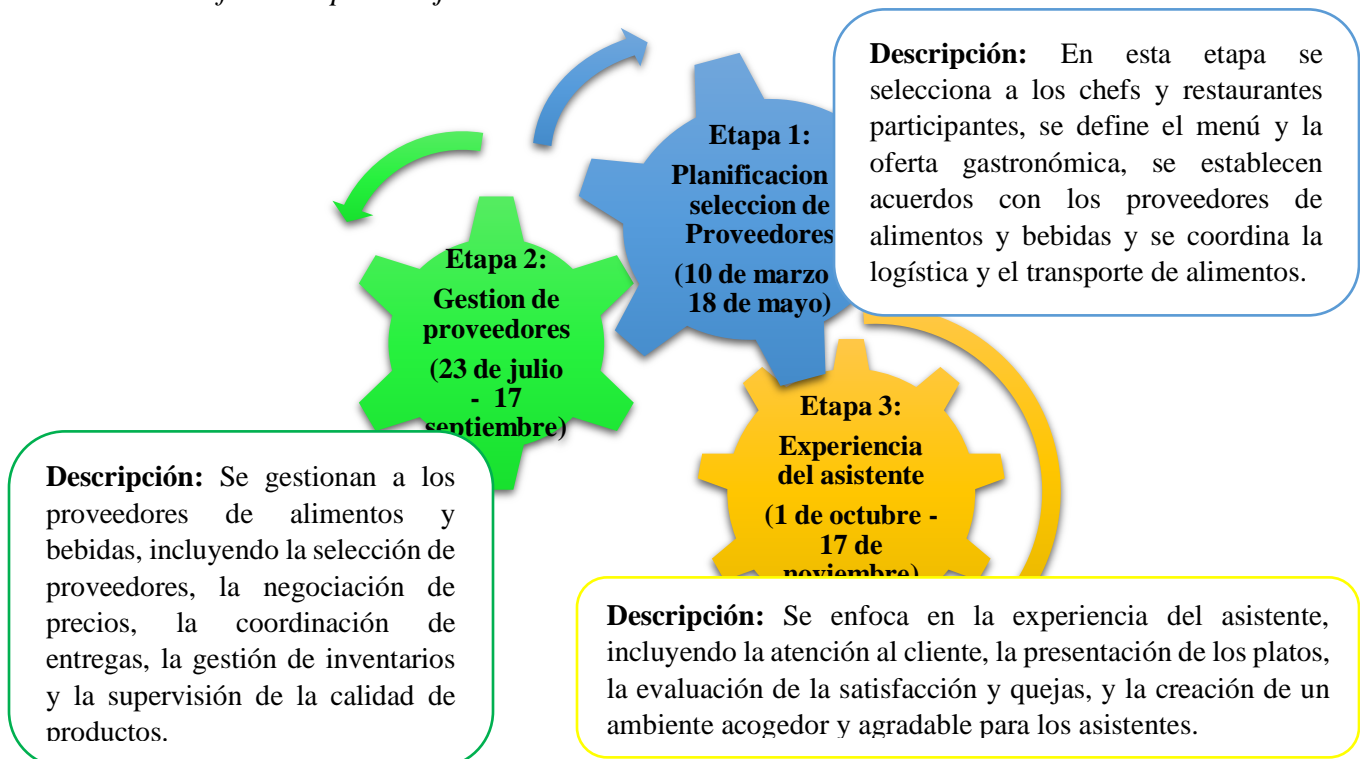 Etapa 1:
Planificacion
seleccion de
Proveedores
(10 de marzo
18 de mayo)
Descripción: En esta etapa se
selecciona a los chefs y restaurantes
participantes, se define el menú y la
oferta gastronómica, se establecen
acuerdos con los proveedores de
alimentos y bebidas y se coordina la
logística y el transporte de alimentos.
Etapa 2:
Gestion de
proveedores
(23 de julio
- 17
septiembre)
Descripción: Se gestionan a los
proveedores de alimentos y
bebidas, incluyendo la selección de
proveedores, la negociación de
precios, la coordinación de
entregas, la gestión de inventarios
y la supervisión de la calidad de
productos.
Etapa 3:
Experiencia
del asistente
(1 de octubre -
17 de
noviembre)
Descripción: Se enfoca en la experiencia del asistente,
incluyendo la atención al cliente, la presentación de los platos,
la evaluación de la satisfacción y quejas, y la creación de un
ambiente acogedor y agradable para los asistentes.